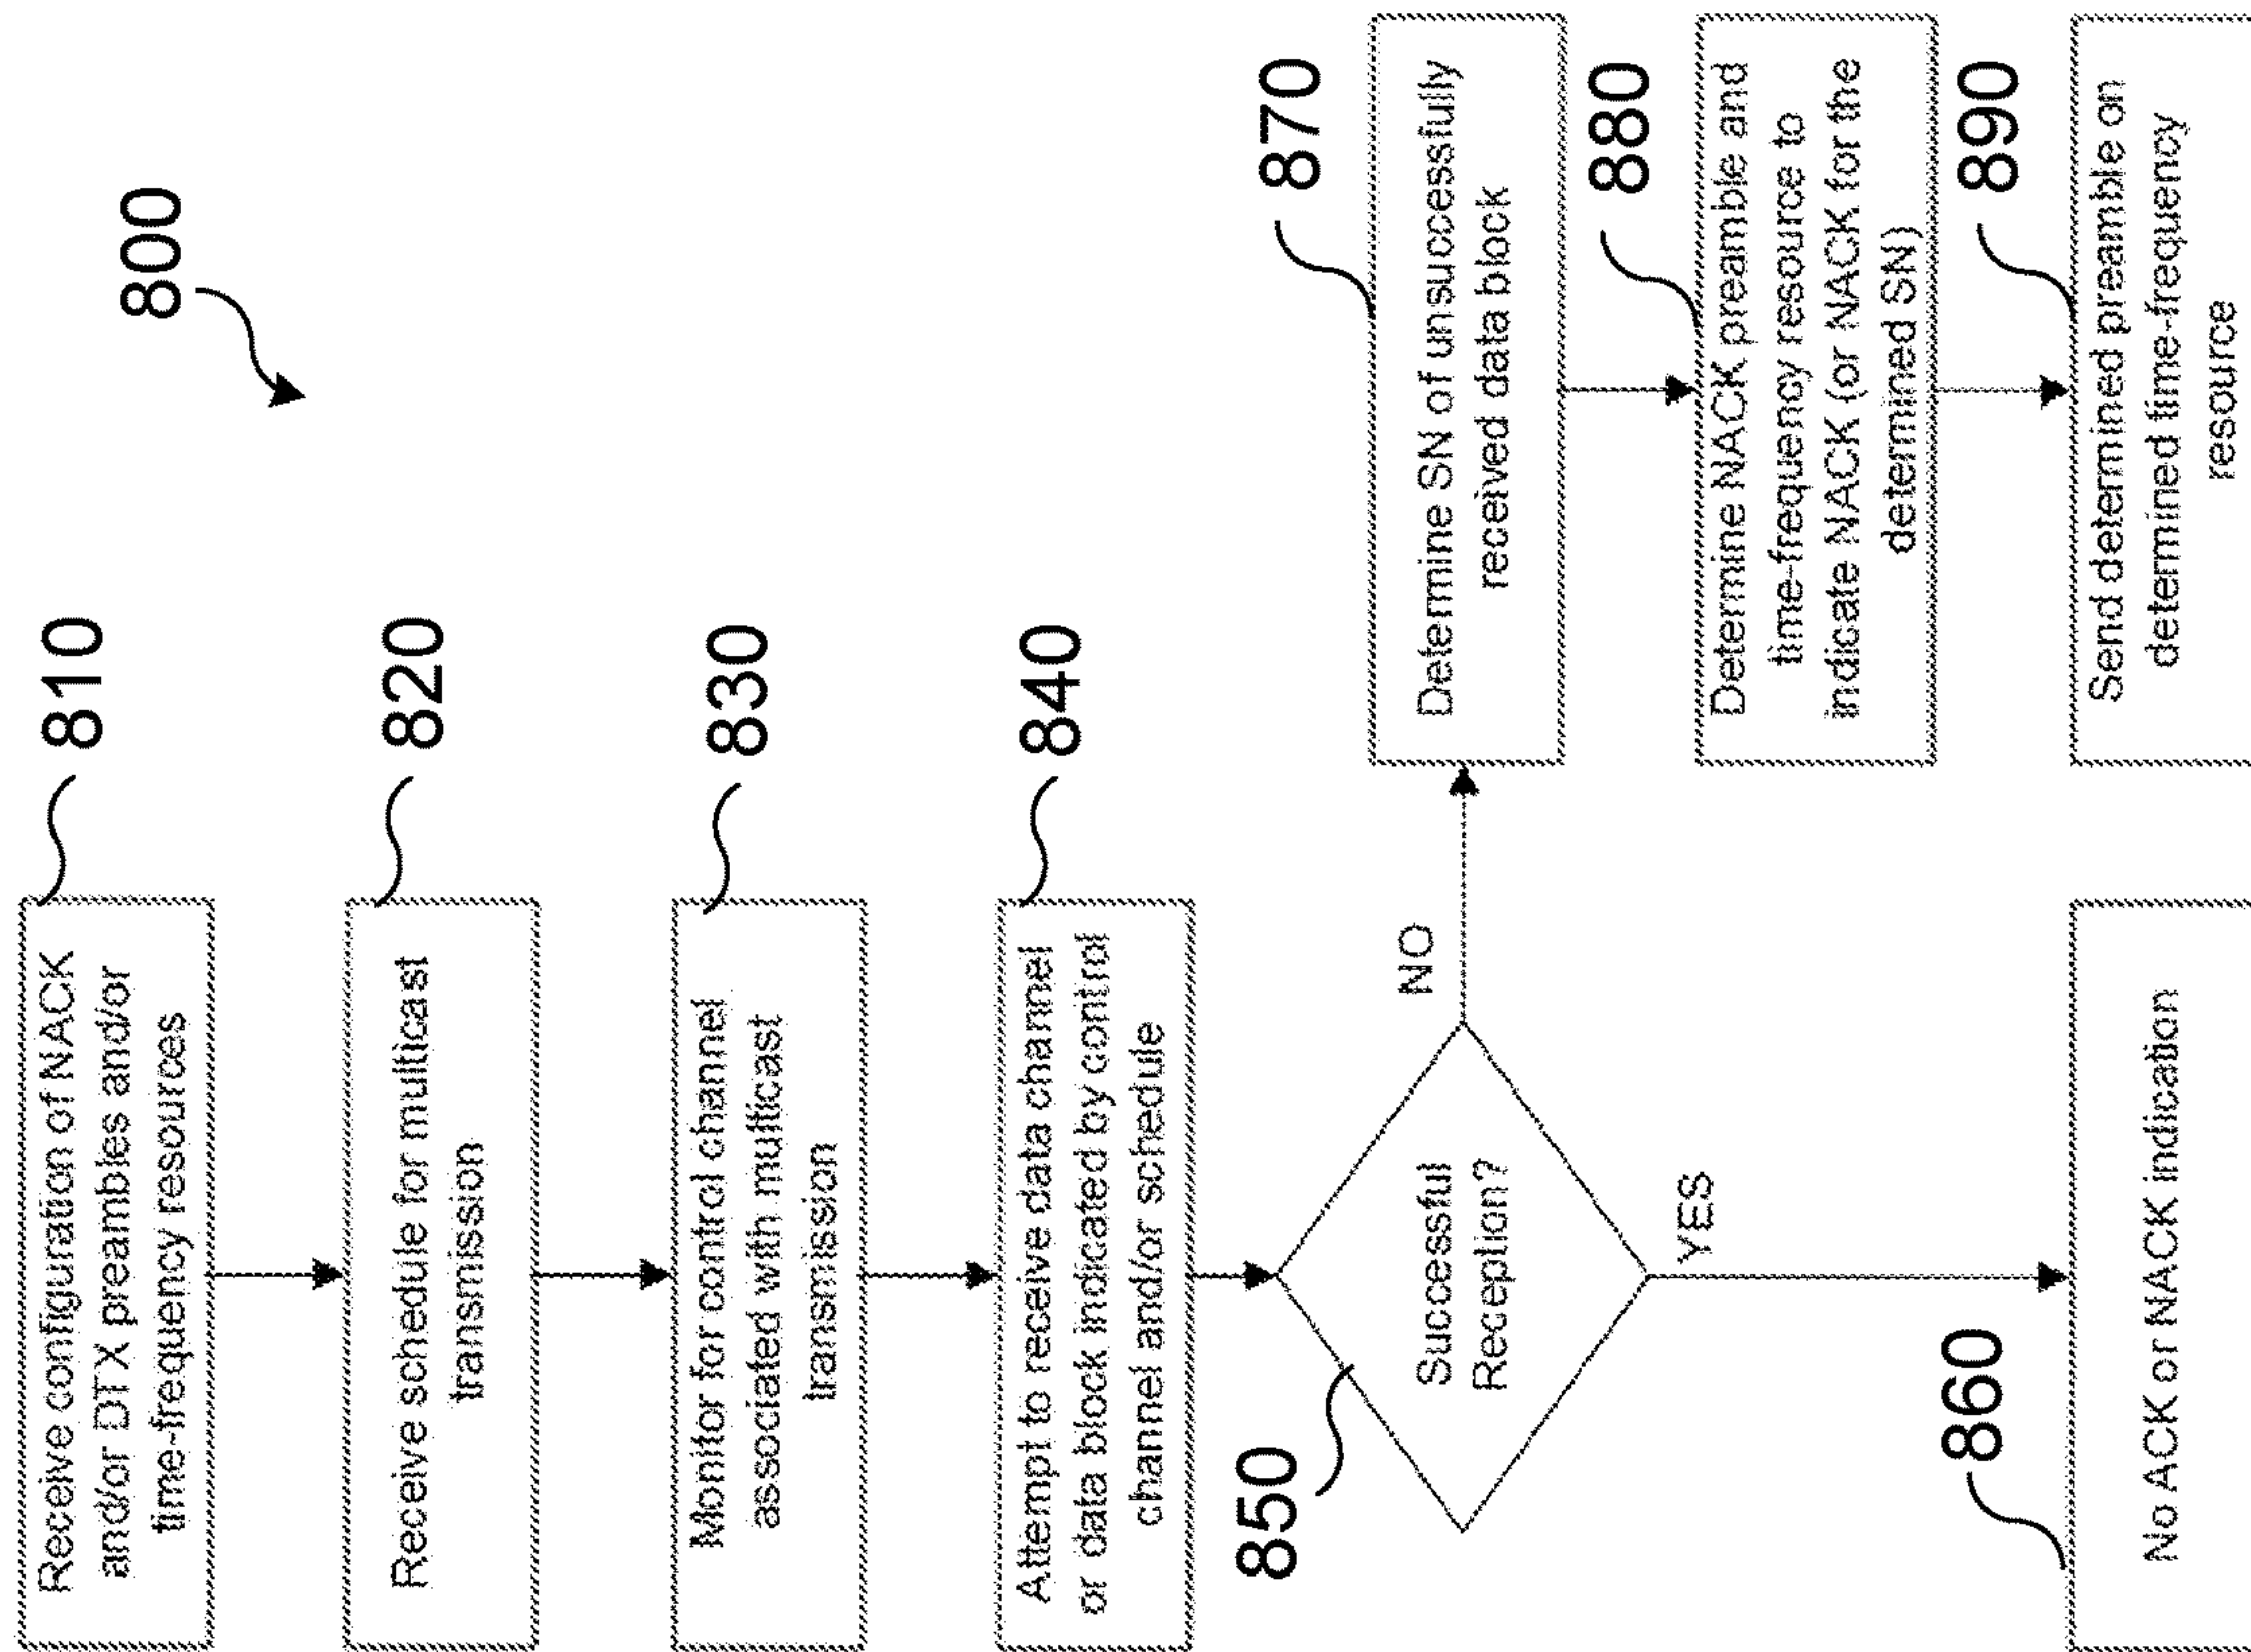 800
810
Receive configuration of NACK
and/or DTX preambles and/or
time-frequency resources
820
Receive schedule for multicast
transmission
830
Monitor for control channel
associated with multicast
transmission
840
Attempt to receive data channel
or data block indicated by control
channel and/or schedule
850
Successful
Reception?
NO
YES
860
No ACK or NACK indication
870
Determine SN of unsuccessfully
received data block
880
Determine NACK preamble and
time-frequency resource to
indicate NACK (or NACK for the
determined SN)
890
Send determined preamble on
determined time-frequency
resource